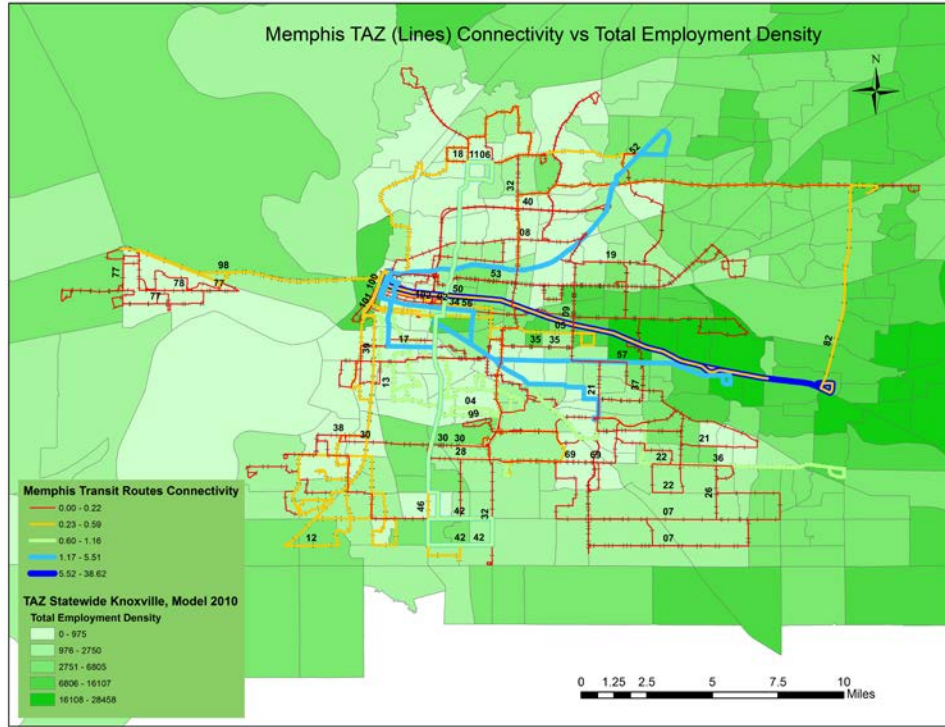 Memphis TAZ (Lines) Connectivity vs Total Employment Density
N
52
18
1106
32
40
08
19
98
77
78
77
77
53
100
50
101
34 56
09
05
35
35
57
82
17
39
13
21
37
04
99
38
30
30
30
28
21
69
69
22
36
22
26
46
42
32
07
12
42
42
07
Memphis Transit Routes Connectivity
0.00 - 0.22
0.23 - 0.59
0.60 - 1.16
1.17 - 5.51
5.52 - 38.62
TAZ Statewide Knoxville, Model 2010
Total Employment Density
0 - 975
976 - 2750
2751 - 6805
6806 - 16107
16108 - 28458
0 1.25 2.5 5 7.5 10
Miles